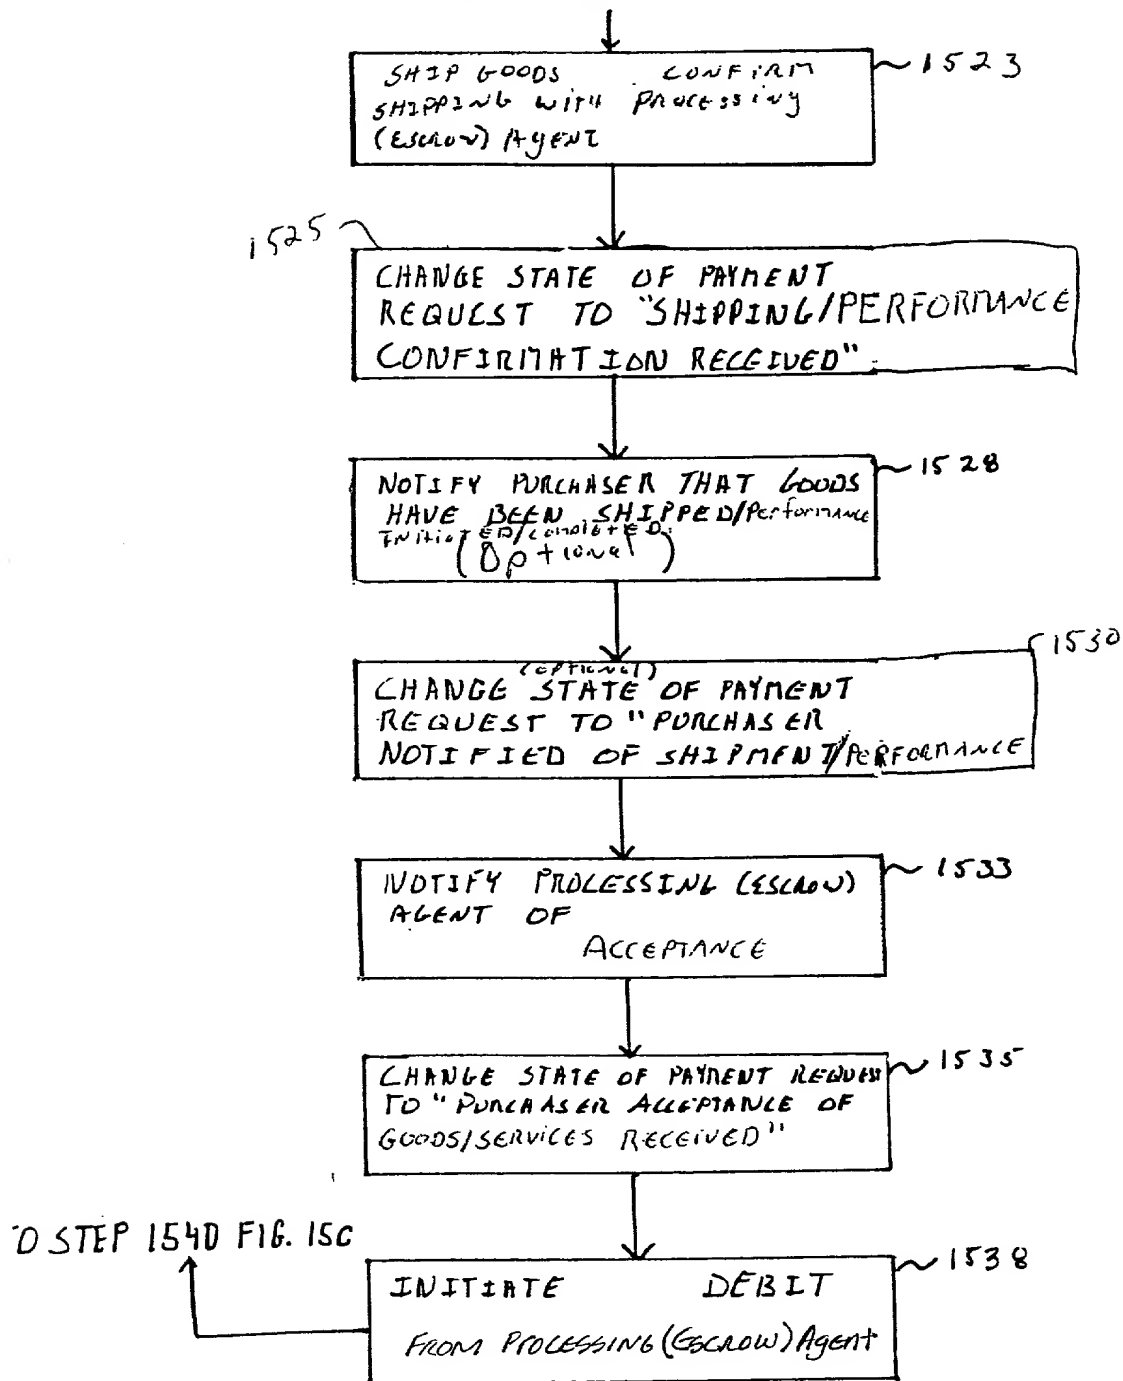 SHIP GOODS . CONFIRM
SHIPPING WITH PROCESSING
(ESCROW) AGENT
1523
1525
CHANGE STATE OF PAYMENT
REQUEST TO "SHIPPING/PERFORMANCE
CONFIRMATION RECEIVED"
NOTIFY PURCHASER THAT GOODS
HAVE BEEN SHIPPED/Performance
INITIATED/COMPLETED.
(Optional)
1528
1530
(OPTIONAL)
CHANGE STATE OF PAYMENT
REQUEST TO "PURCHASER
NOTIFIED OF SHIPMENT/PERFORMANCE
NOTIFY PROCESSING (ESCROW)
AGENT OF
ACCEPTANCE
1533
CHANGE STATE OF PAYMENT REQUEST
TO "PURCHASER ACCEPTANCE OF
GOODS/SERVICES RECEIVED"
1535
O STEP 1540 FIG. 15C
INITIATE DEBIT
FROM PROCESSING (ESCROW) Agent
1538